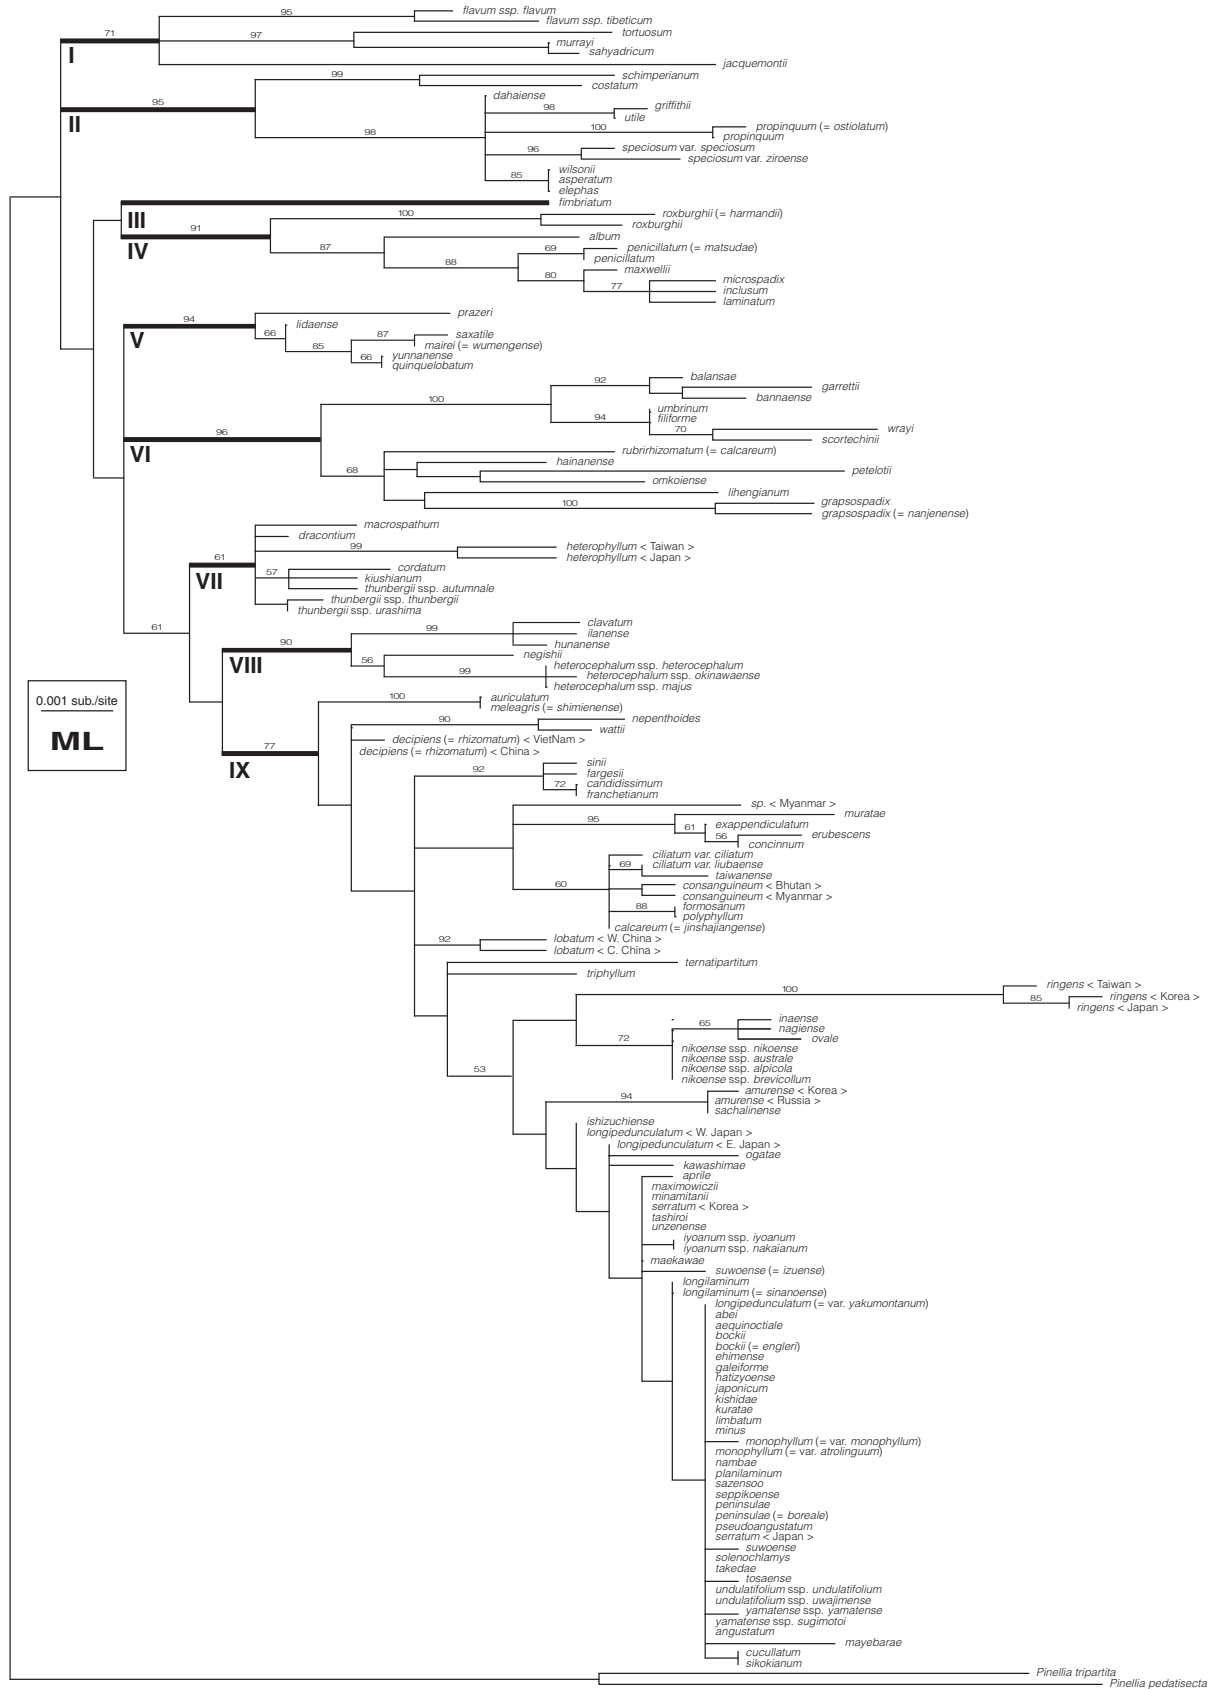 95
flavum ssp. flavum
flavum ssp. tibeticum
71
97
tortuosum
murrayi
sahyadricum
I
jacquemontii
99
schimperianum
costatum
95
dahaiense
II
98
griffithii
utile
98
100
propinquum (= ostiolatum)
propinquum
96
speciosum var. speciosum
speciosum var. ziroense
85
wilsonii
asperatum
elephas
fimbriatum
III
100
roxburghii (= harmandii)
roxburghii
91
IV
87
album
88
69
penicillatum (= matsudae)
penicillatum
80
maxwellii
77
microspadix
inclusum
laminatum
94
prazeri
V
66
lidaense
85
87
saxatile
mairei (= wumengense)
66
yunnanense
quinquelobatum
92
balansae
garrettii
bannaense
100
94
umbrinum
filiforme
70
wrayi
scortechinii
96
VI
68
rubrirhizomatum (= calcareum)
hainanense
petelotii
omkoiense
lihengianum
100
grapsospadix
grapsospadix (= nanjenense)
macrospathum
dracontium
61
99
heterophyllum < Taiwan >
heterophyllum < Japan >
VII
57
cordatum
kiushianum
thunbergii ssp. autumnale
thunbergii ssp. thunbergii
thunbergii ssp. urashima
61
99
clavatum
ilanense
hunanense
90
VIII
56
negishii
99
heterocephalum ssp. heterocephalum
heterocephalum ssp. okinawaense
heterocephalum ssp. majus
0.001 sub./site
ML
100
auriculatum
meleagris (= shimienense)
90
nepenthoides
wattii
77
IX
decipiens (= rhizomatum) < VietNam >
decipiens (= rhizomatum) < China >
92
sinii
fargesii
72
candidissimum
franchetianum
sp. < Myanmar >
95
muratae
61
exappendiculatum
56
erubescens
concinnum
60
ciliatum var. ciliatum
69
ciliatum var. liubaense
taiwanense
consanguineum < Bhutan >
consanguineum < Myanmar >
88
formosanum
polyphyllum
calcareum (= jinshajiangense)
92
lobatum < W. China >
lobatum < C. China >
ternatipartitum
triphyllum
100
ringens < Taiwan >
85
ringens < Korea >
ringens < Japan >
72
65
inaense
nagiense
ovale
nikoense ssp. nikoense
nikoense ssp. australe
nikoense ssp. alpicola
nikoense ssp. brevicollum
53
94
amurense < Korea >
amurense < Russia >
sachalinense
ishizuchiense
longipedunculatum < W. Japan >
longipedunculatum < E. Japan >
ogatae
kawashimae
aprile
maximowiczii
minamitanii
serratum < Korea >
tashiroi
unzenense
iyoanum ssp. iyoanum
iyoanum ssp. nakaianum
maekawae
suwoense (= izuense)
longilaminum
longilaminum (= sinanoense)
longipedunculatum (= var. yakumontanum)
abei
aequinoctiale
bockii
bockii (= engleri)
ehimense
galeiforme
hatizyoense
japonicum
kishidae
kuratae
limbatum
minus
monophyllum (= var. monophyllum)
monophyllum (= var. atrolinguum)
nambae
planilaminum
sazensoo
seppikoense
peninsulae
peninsulae (= boreale)
pseudoangustatum
serratum < Japan >
suwoense
solenochlamys
takedae
tosaense
undulatifolium ssp. undulatifolium
undulatifolium ssp. uwajimense
yamatense ssp. yamatense
yamatense ssp. sugimotoi
angustatum
mayebarae
cucullatum
sikokianum
Pinellia tripartita
Pinellia pedatisecta